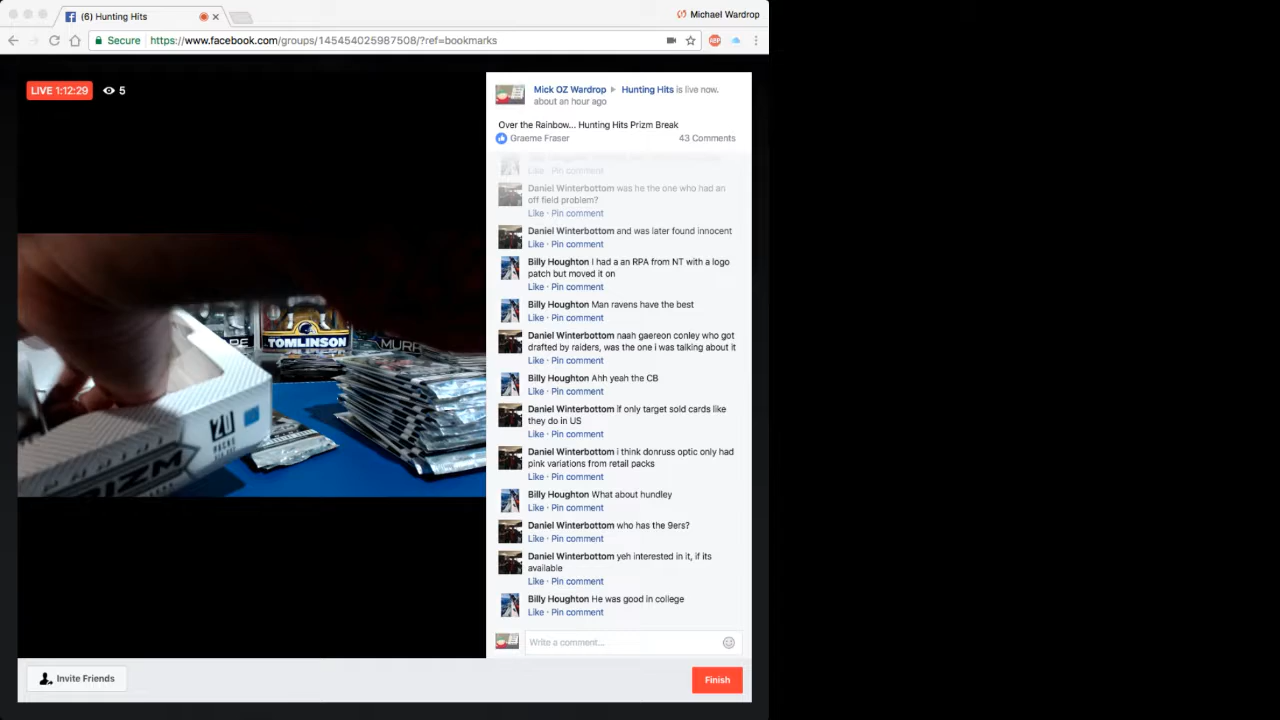 (6) Hunting Hits
Michael Wardrop
Secure https://www.facebook.com/groups/145454025987508/?ref=bookmarks
ABP
LIVE 1:12:29 5
Mick OZ Wardrop Hunting Hits is live now.
about an hour ago
Over the Rainbow... Hunting Hits Prizm Break
Graeme Fraser 43 Comments
Like · Pin comment
Daniel Winterbottom was he the one who had an
off field problem?
Like · Pin comment
Daniel Winterbottom and was later found innocent
Like · Pin comment
Billy Houghton I had a an RPA from NT with a logo
patch but moved it on
Like · Pin comment
Billy Houghton Man ravens have the best
Like · Pin comment
Daniel Winterbottom naah gaereon conley who got
drafted by raiders, was the one i was talking about it
Like · Pin comment
Billy Houghton Ahh yeah the CB
Like · Pin comment
Daniel Winterbottom if only target sold cards like
they do in US
Like · Pin comment
Daniel Winterbottom i think donruss optic only had
pink variations from retail packs
Like · Pin comment
Billy Houghton What about hundley
Like · Pin comment
Daniel Winterbottom who has the 9ers?
Like · Pin comment
Daniel Winterbottom yeh interested in it, if its
available
Like · Pin comment
Billy Houghton He was good in college
Like · Pin comment
Write a comment...
TOMLINSON
20
Invite Friends
Finish